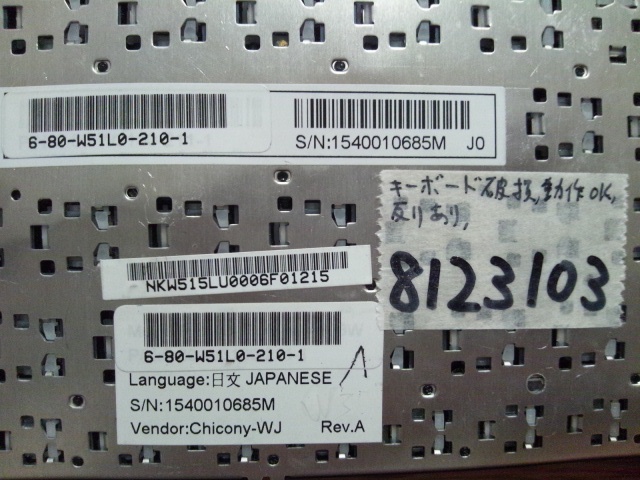 6-80-W51L0-210-1
S/N:1540010685M J0
キーボード破損,動作OK,
反りあり,
8123103
NKW515LU0006F01215
6-80-W51L0-210-1
Language:日文 JAPANESE
S/N:1540010685M
Vendor:Chicony-WJ Rev.A